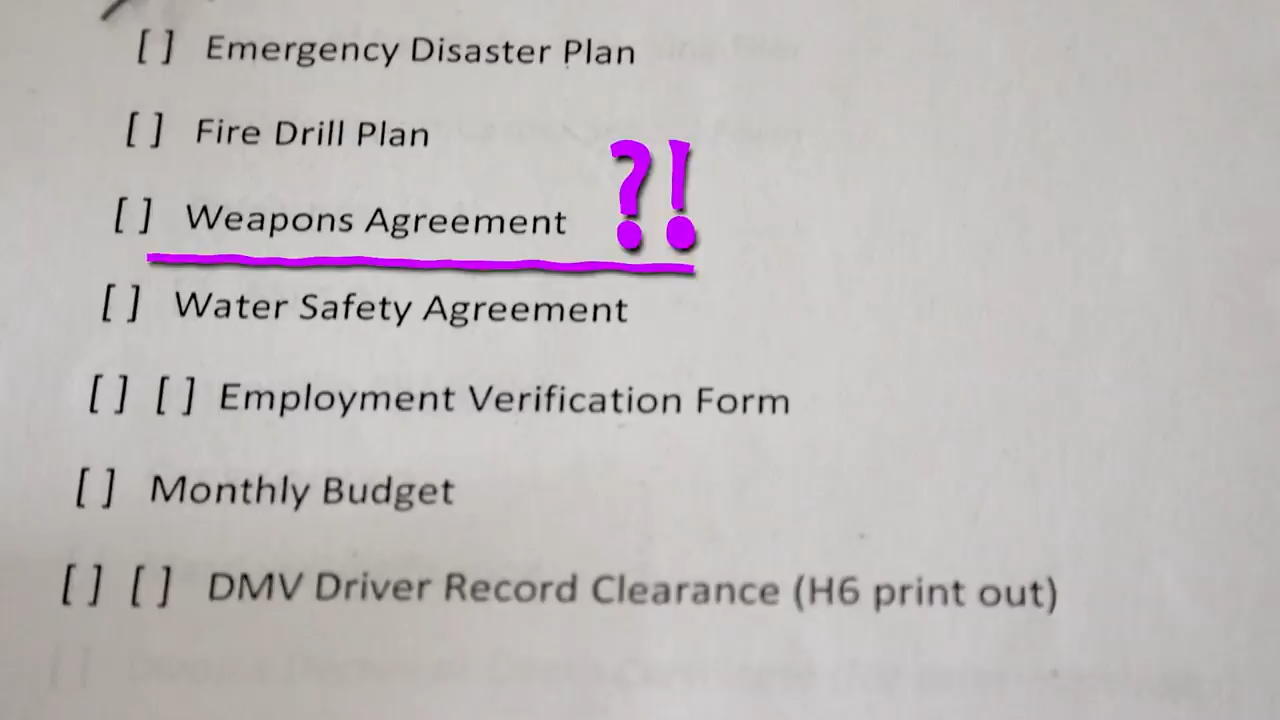 [ ] Emergency Disaster Plan
[ ] Fire Drill Plan
[ ] Weapons Agreement ?!
[ ] Water Safety Agreement
[ ] [ ] Employment Verification Form
[ ] Monthly Budget
[ ] [ ] DMV Driver Record Clearance (H6 print out)